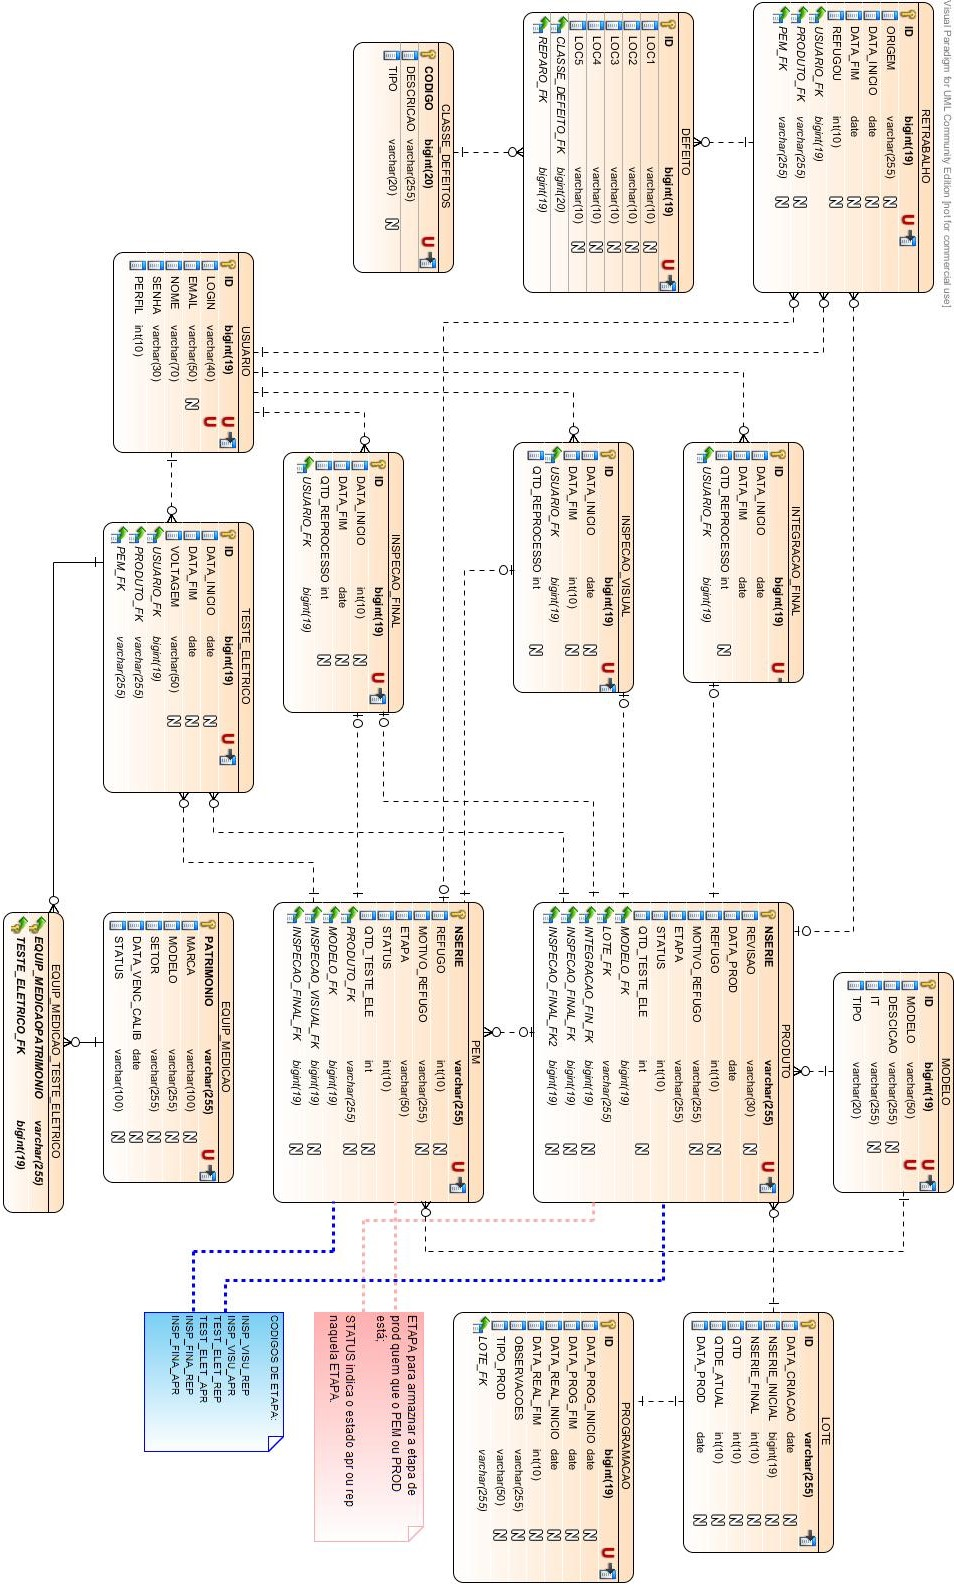 Visual Paradigm for UML Community Edition [not for commercial use]
RETRABALHO
ID bigint(19) U
ORIGEM varchar(255) N
DATA_INICIO date N
DATA_FIM date N
REFUGOU int(10) N
USUARIO_FK bigint(19)
PRODUTO_FK varchar(255) N
PEM_FK varchar(255) N
DEFEITO
ID bigint(19) U
LOC1 varchar(10) N
LOC2 varchar(10) N
LOC3 varchar(10) N
LOC4 varchar(10) N
LOC5 varchar(10) N
CLASSE_DEFEITO_FK bigint(20)
REPARO_FK bigint(19)
CLASSE_DEFEITOS
CODIGO bigint(20) U
DESCRICAO varchar(255)
TIPO varchar(20) N
USUARIO
ID bigint(19) U
LOGIN varchar(40) U
EMAIL varchar(50) N
NOME varchar(70)
SENHA varchar(30)
PERFIL int(10)
INTEGRACAO_FINAL
ID bigint(19) U
DATA_INICIO date
DATA_FIM date
QTD_REPROCESSO int N
USUARIO_FK bigint(19)
INSPECAO_VISUAL
ID bigint(19) U
DATA_INICIO date
DATA_FIM int(10)
USUARIO_FK bigint(19)
QTD_REPROCESSO int N
INSPECAO_FINAL
ID bigint(19) U
DATA_INICIO int(10) N
DATA_FIM date N
QTD_REPROCESSO int N
USUARIO_FK bigint(19)
TESTE_ELETRICO
ID bigint(19) U
DATA_INICIO date N
DATA_FIM date N
VOLTAGEM varchar(50) N
USUARIO_FK bigint(19)
PRODUTO_FK varchar(255)
PEM_FK varchar(255)
MODELO
ID bigint(19) U
MODELO varchar(50) U
DESCICAO varchar(255) N
IT varchar(255) N
TIPO varchar(20)
PRODUTO
NSERIE varchar(255) U
REVISAO varchar(30) N
DATA_PROD date
REFUGO int(10) N
MOTIVO_REFUGO varchar(255) N
ETAPA varchar(255)
STATUS int(10)
QTD_TESTE_ELE int N
MODELO_FK bigint(19)
LOTE_FK varchar(255)
INTEGRACAO_FIN_FK bigint(19) N
INSPECAO_FINAL_FK bigint(19) N
INSPECAO_FINAL_FK2 bigint(19) N
PEM
NSERIE varchar(255) U
REFUGO int(10) N
MOTIVO_REFUGO varchar(255) N
ETAPA varchar(50)
STATUS int(10)
QTD_TESTE_ELE int N
PRODUTO_FK varchar(255) N
MODELO_FK bigint(19)
INSPECAO_VISUAL_FK bigint(19) N
INSPECAO_FINAL_FK bigint(19) N
EQUIP_MEDICAO
PATRIMONIO varchar(255) U
MARCA varchar(100) N
MODELO varchar(255) N
SETOR varchar(255) N
DATA_VENC_CALIB date N
STATUS varchar(100) N
EQUIP_MEDICAO_TESTE_ELETRICO
EQUIP_MEDICAOPATRIMONIO varchar(255)
TESTE_ELETRICO_FK bigint(19)
LOTE
ID varchar(255)
DATA_CRIACAO date N
NSERIE_INICIAL bigint(19) N
NSERIE_FINAL int(10) N
QTD int(10) N
QTDE_ATUAL int(10) N
DATA_PROD date N
PROGRAMACAO
ID bigint(19) U
DATA_PROG_INICIO date N
DATA_PROG_FIM date N
DATA_REAL_INICIO date N
DATA_REAL_FIM int(10) N
OBSERVACOES varchar(255) N
TIPO_PROD varchar(50) N
LOTE_FK varchar(255)
ETAPA para armaznar a etapa de
prod quem que o PEM ou PROD
está;
STATUS indica o estado apr ou rep
naquela ETAPA.
CODIGOS DE ETAPA:
INSP_VISU_REP
INSP_VISU_APR
TEST_ELET_REP
TEST_ELET_APR
INSP_FINA_REP
INSP_FINA_APR